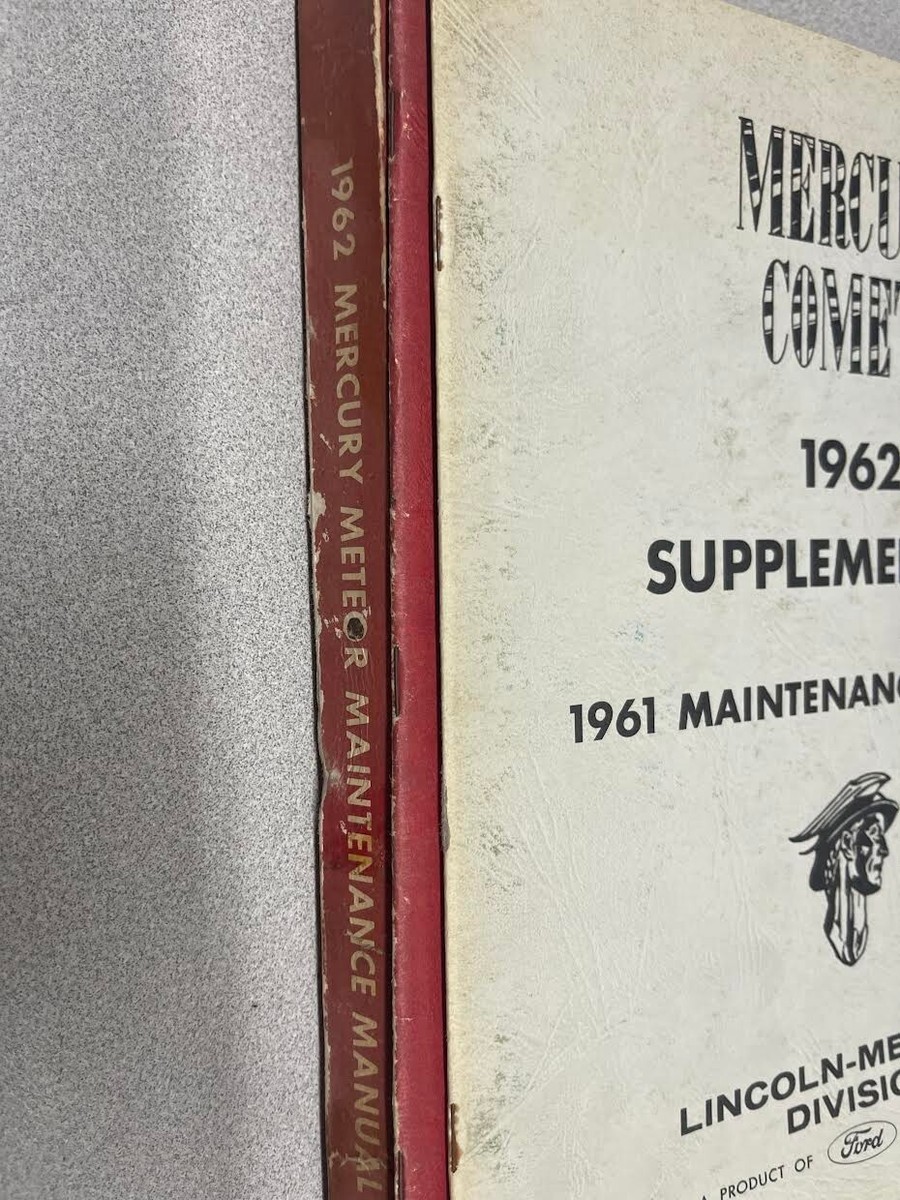 1962 MERCURY METEOR MAINTENANCE MANUAL
MERCU
COMET
1962
SUPPLEME
1961 MAINTENANC
LINCOLN-ME
DIVISIO
A PRODUCT OF Ford